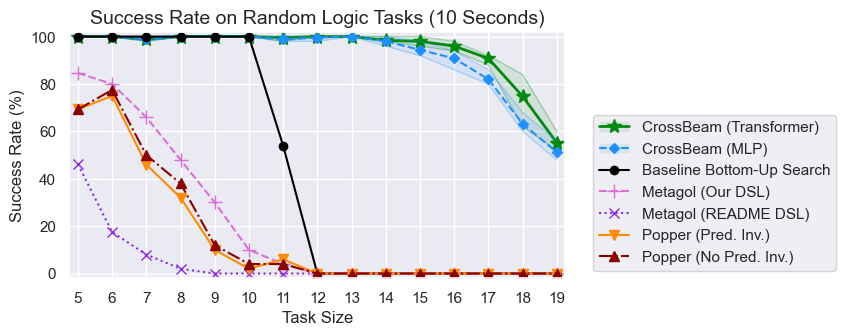 Success Rate on Random Logic Tasks (10 Seconds)
Success Rate (%)
100
80
60
40
20
0
5 6 7 8 9 10 11 12 13 14 15 16 17 18 19
Task Size
CrossBeam (Transformer)
CrossBeam (MLP)
Baseline Bottom-Up Search
Metagol (Our DSL)
Metagol (README DSL)
Popper (Pred. Inv.)
Popper (No Pred. Inv.)